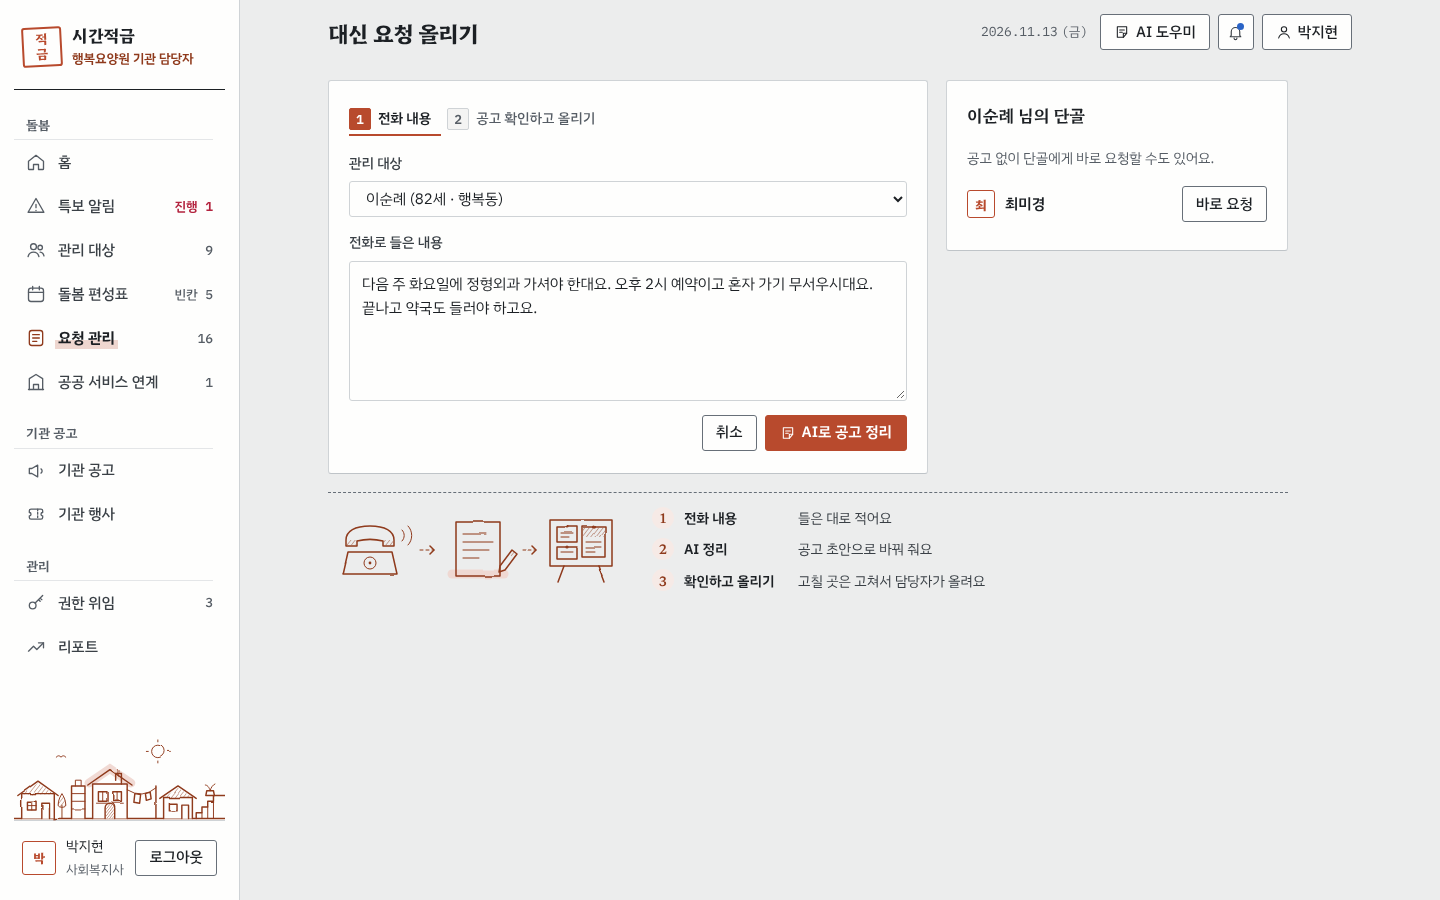 적금
시간적금
행복요양원 기관 담당자
돌봄
홈
특보 알림 진행 1
관리 대상 9
돌봄 편성표 빈칸 5
요청 관리 16
공공 서비스 연계 1
기관 공고
기관 공고
기관 행사
관리
권한 위임 3
리포트
박
박지현
사회복지사
로그아웃
대신 요청 올리기
2026.11.13 (금)
AI 도우미
박지현
1 전화 내용
2 공고 확인하고 올리기
관리 대상
이순례 (82세 · 행복동)
전화로 들은 내용
다음 주 화요일에 정형외과 가셔야 한대요. 오후 2시 예약이고 혼자 가기 무서우시대요.
끝나고 약국도 들러야 하고요.
취소
AI로 공고 정리
이순례 님의 단골
공고 없이 단골에게 바로 요청할 수도 있어요.
최 최미경
바로 요청
1 전화 내용 들은 대로 적어요
2 AI 정리 공고 초안으로 바꿔 줘요
3 확인하고 올리기 고칠 곳은 고쳐서 담당자가 올려요